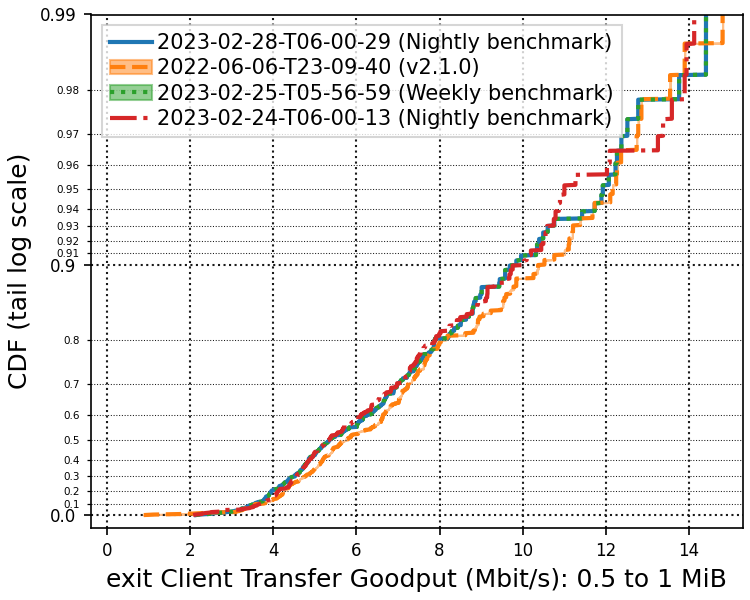 0.99
2023-02-28-T06-00-29 (Nightly benchmark)
2022-06-06-T23-09-40 (v2.1.0)
2023-02-25-T05-56-59 (Weekly benchmark)
2023-02-24-T06-00-13 (Nightly benchmark)
0.98
0.97
0.96
0.95
0.94
0.93
0.92
0.91
0.9
0.8
0.7
0.6
0.5
0.4
0.3
0.2
0.1
0.0
CDF (tail log scale)
0 2 4 6 8 10 12 14
exit Client Transfer Goodput (Mbit/s): 0.5 to 1 MiB